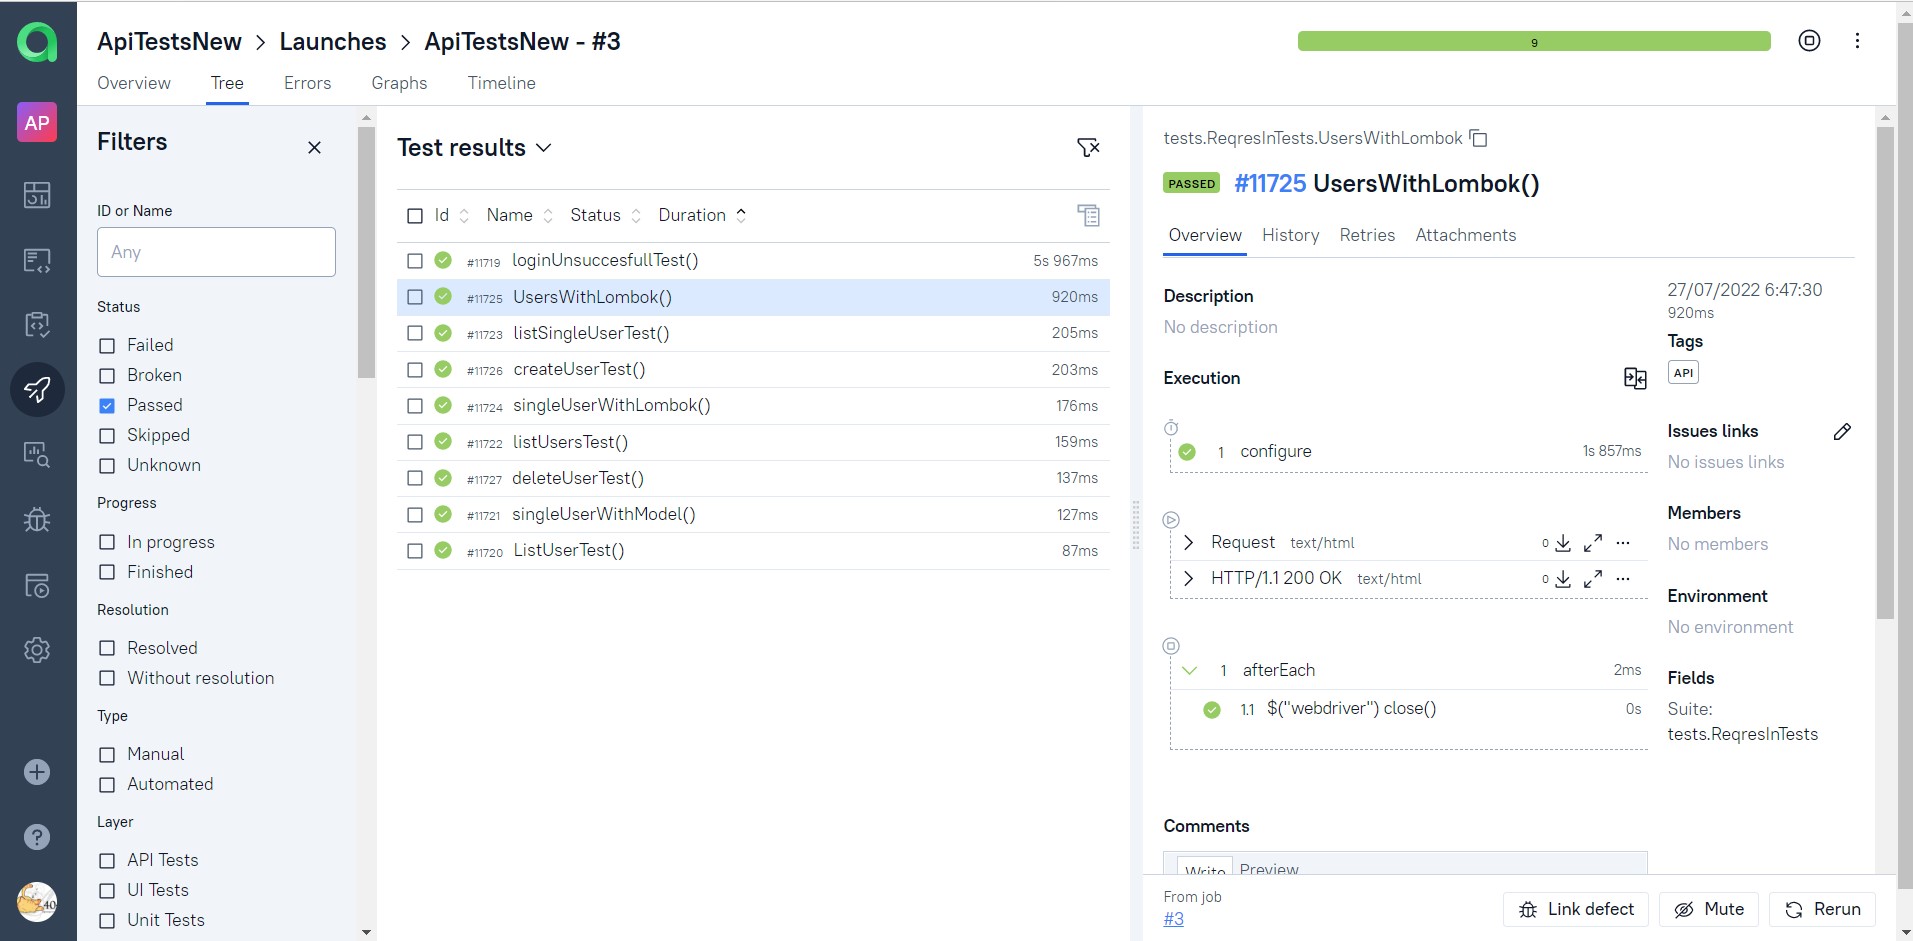 ApiTestsNew > Launches > ApiTestsNew - #3
9
Overview Tree Errors Graphs Timeline
AP
Filters
ID or Name
Any
Status
Failed
Broken
Passed
Skipped
Unknown
Progress
In progress
Finished
Resolution
Resolved
Without resolution
Type
Manual
Automated
Layer
API Tests
UI Tests
Unit Tests
40
Test results
Id Name Status Duration
#11719 loginUnsuccesfullTest() 5s 967ms
#11725 UsersWithLombok() 920ms
#11723 listSingleUserTest() 205ms
#11726 createUserTest() 203ms
#11724 singleUserWithLombok() 176ms
#11722 listUsersTest() 159ms
#11727 deleteUserTest() 137ms
#11721 singleUserWithModel() 127ms
#11720 ListUserTest() 87ms
tests.ReqresInTests.UsersWithLombok
PASSED #11725 UsersWithLombok()
Overview History Retries Attachments
Description
No description
Execution
1 configure 1s 857ms
Request text/html 0
HTTP/1.1 200 OK text/html 0
1 afterEach 2ms
1.1 $("webdriver") close() 0s
27/07/2022 6:47:30
920ms
Tags
API
Issues links
No issues links
Members
No members
Environment
No environment
Fields
Suite:
tests.ReqresInTests
Comments
Write Preview
From job
#3
Link defect Mute Rerun